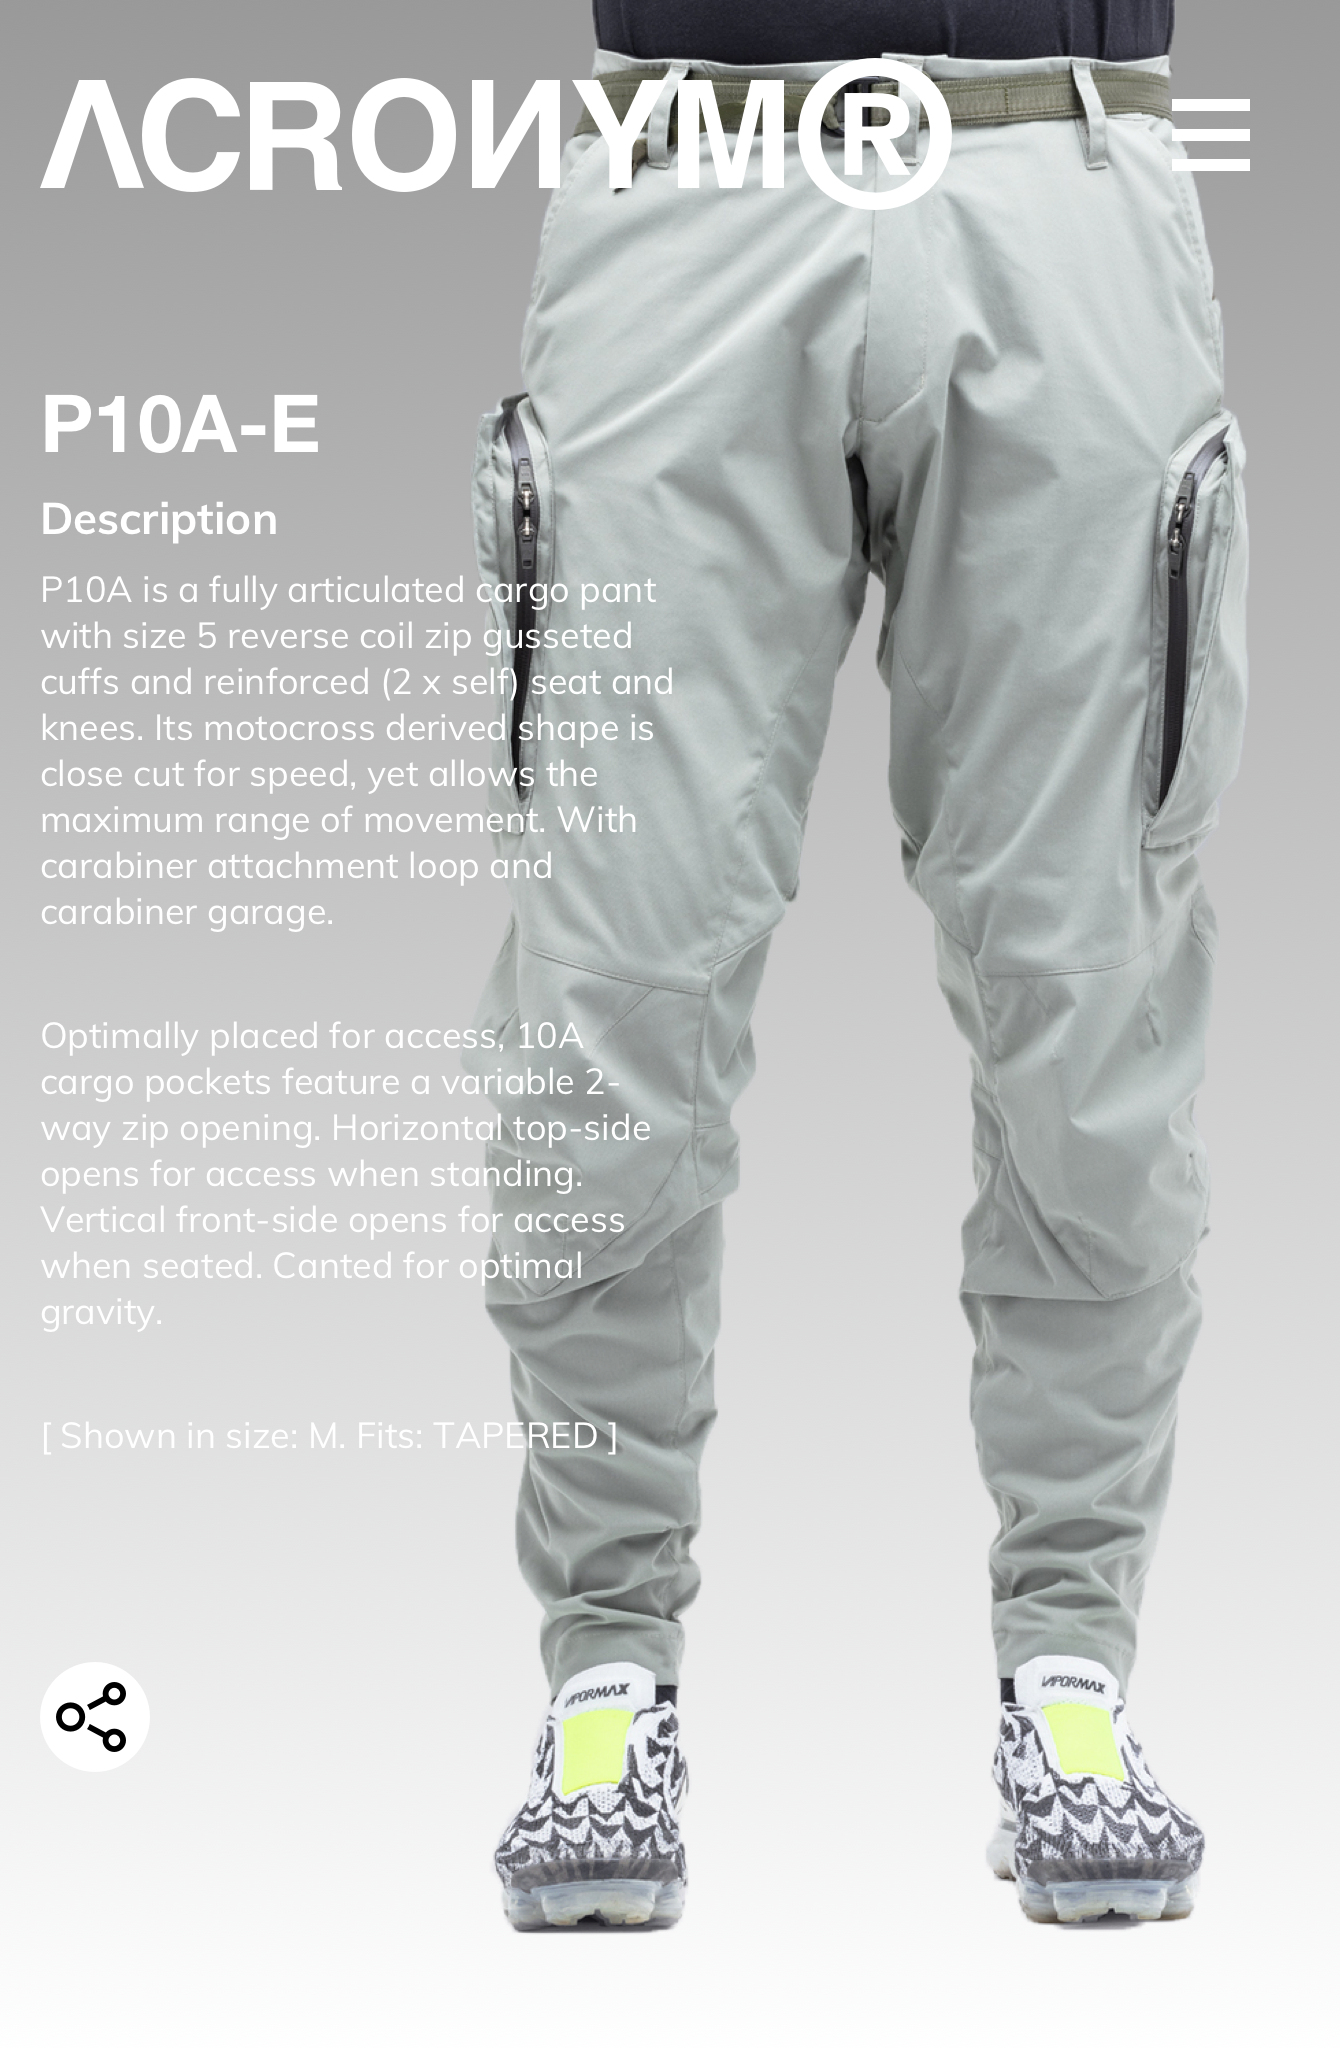 ACRONYM®
P10A-E
Description
P10A is a fully articulated cargo pant
with size 5 reverse coil zip gusseted
cuffs and reinforced (2 x self) seat and
knees. Its motocross derived shape is
close cut for speed, yet allows the
maximum range of movement. With
carabiner attachment loop and
carabiner garage.
Optimally placed for access, 10A
cargo pockets feature a variable 2-
way zip opening. Horizontal top-side
opens for access when standing.
Vertical front-side opens for access
when seated. Canted for optimal
gravity.
[ Shown in size: M. Fits: TAPERED ]
VAPORMAX
VAPORMAX